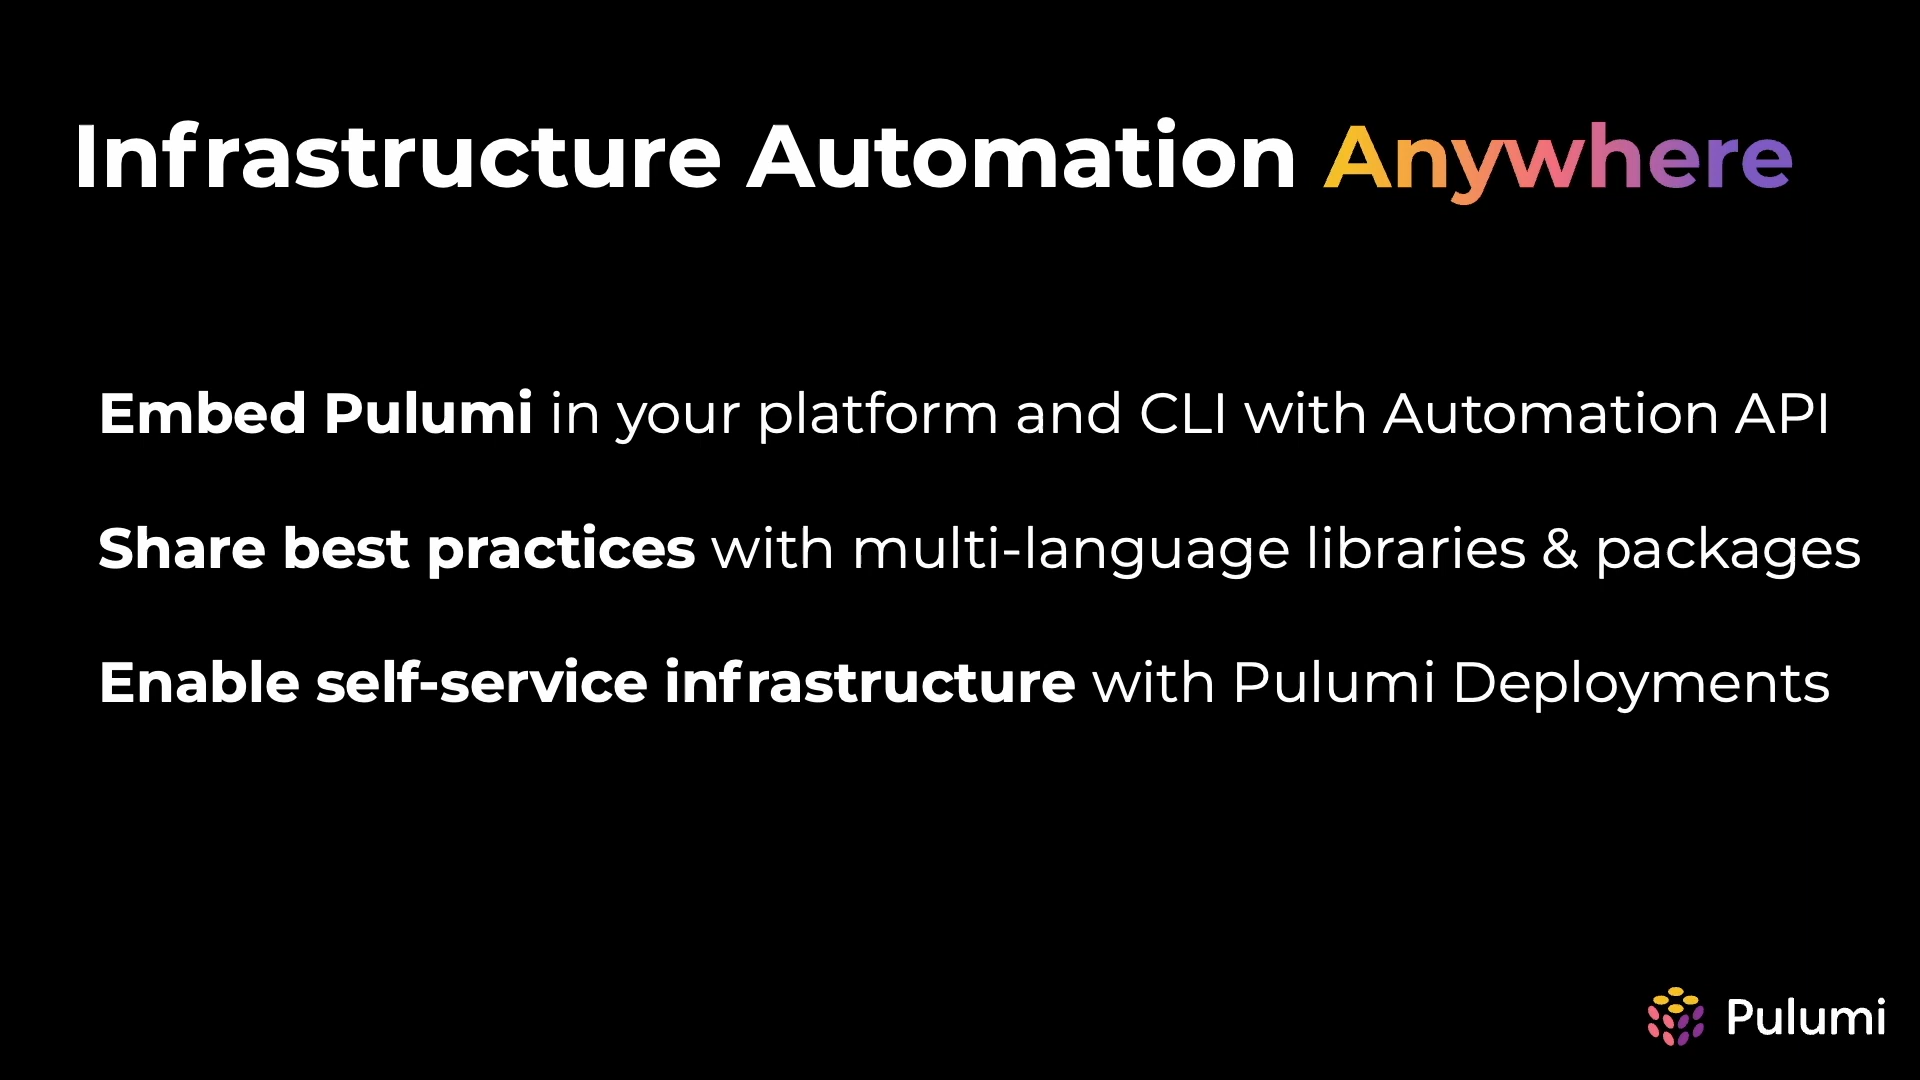 Infrastructure Automation Anywhere
Embed Pulumi in your platform and CLI with Automation API
Share best practices with multi-language libraries & packages
Enable self-service infrastructure with Pulumi Deployments
Pulumi